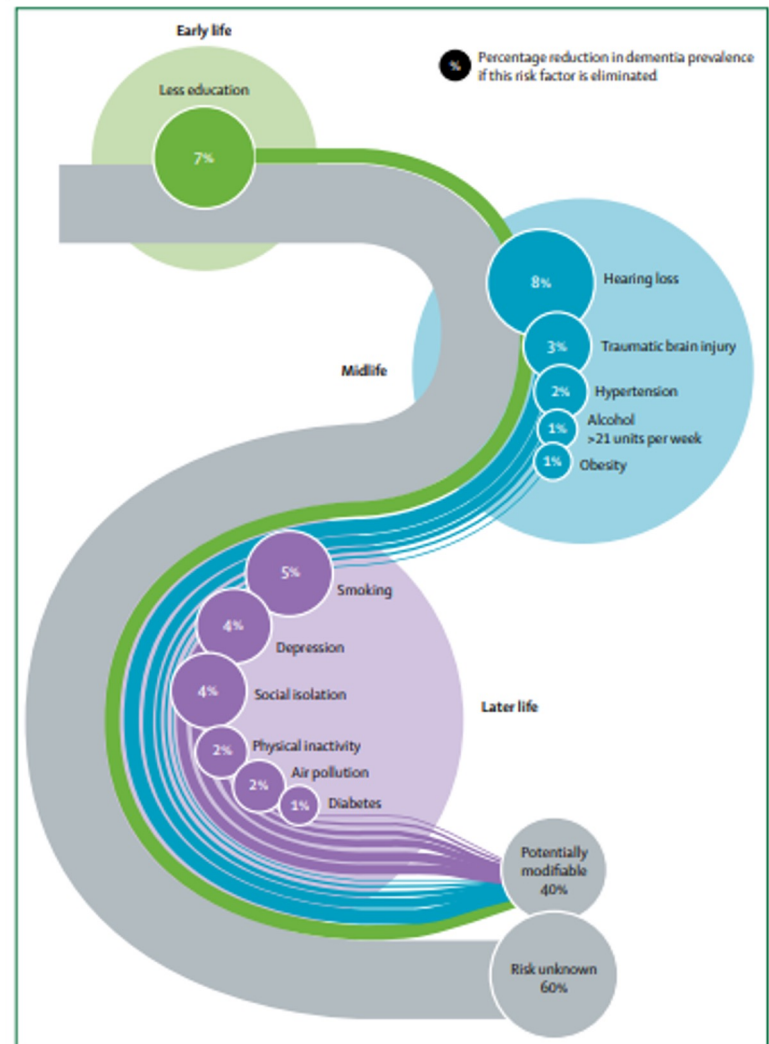 Early life
% Percentage reduction in dementia prevalence
if this risk factor is eliminated
Less education
7%
8% Hearing loss
3% Traumatic brain injury
Midlife
2% Hypertension
1% Alcohol
>21 units per week
1% Obesity
5%
Smoking
4%
Depression
4% Social isolation
Later life
2% Physical inactivity
2% Air pollution
1% Diabetes
Potentially
modifiable
40%
Risk unknown
60%